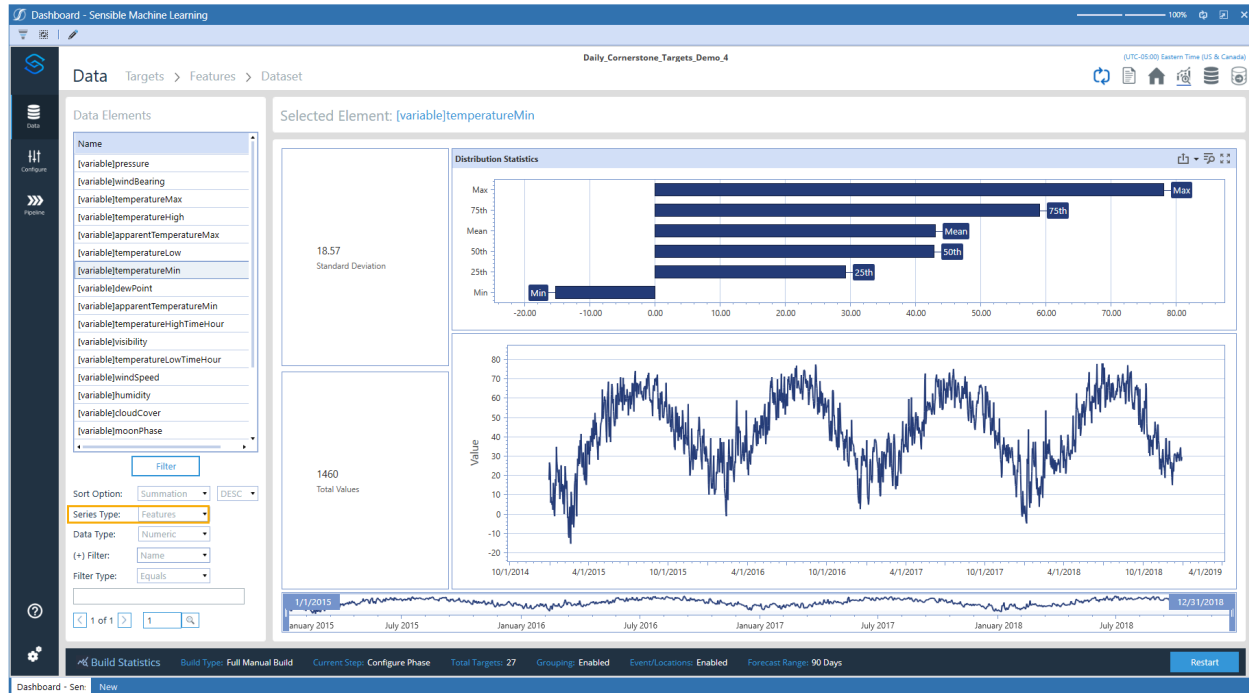 Dashboard - Sensible Machine Learning
100%
Daily_Cornerstone_Targets_Demo_4
(UTC-05:00) Eastern Time (US & Canada)
Data Targets > Features > Dataset
Data
Configure
Pipeline
Data Elements
Name
[variable]pressure
[variable]windBearing
[variable]temperatureMax
[variable]temperatureHigh
[variable]apparentTemperatureMax
[variable]temperatureLow
[variable]temperatureMin
[variable]dewPoint
[variable]apparentTemperatureMin
[variable]temperatureHighTimeHour
[variable]visibility
[variable]temperatureLowTimeHour
[variable]windSpeed
[variable]humidity
[variable]cloudCover
[variable]moonPhase
Filter
Sort Option: Summation DESC
Series Type: Features
Data Type: Numeric
(+) Filter: Name
Filter Type: Equals
< 1 of 1 > 1
Selected Element: [variable]temperatureMin
18.57
Standard Deviation
1460
Total Values
Distribution Statistics
Max Max
75th 75th
Mean Mean
50th 50th
25th 25th
Min Min
-20.00 -10.00 0.00 10.00 20.00 30.00 40.00 50.00 60.00 70.00 80.00
Value
80
70
60
50
40
30
20
10
0
-10
-20
10/1/2014 4/1/2015 10/1/2015 4/1/2016 10/1/2016 4/1/2017 10/1/2017 4/1/2018 10/1/2018 4/1/2019
1/1/2015 12/31/2018
anuary 2015 July 2015 January 2016 July 2016 January 2017 July 2017 January 2018 July 2018
Build Statistics Build Type: Full Manual Build Current Step: Configure Phase Total Targets: 27 Grouping: Enabled Event/Locations: Enabled Forecast Range: 90 Days Restart
Dashboard - Sen: New